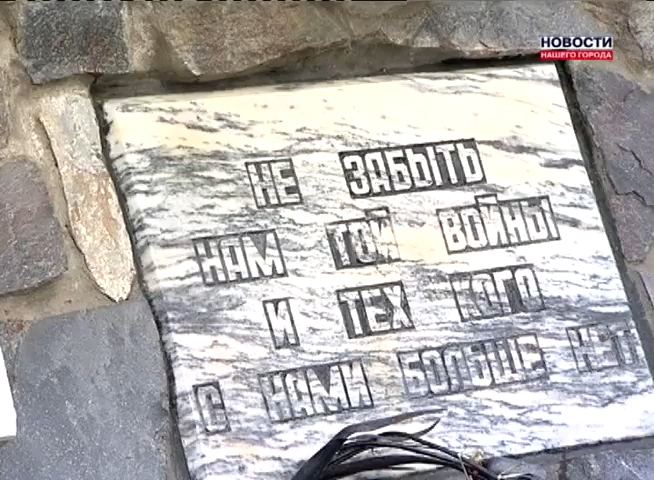 НОВОСТИ
НАШЕГО ГОРОДА
НЕ ЗАБЫТЬ
НАМ ТОЙ ВОЙНЫ
И ТЕХ КОГО
С НАМИ БОЛЬШЕ НЕТ